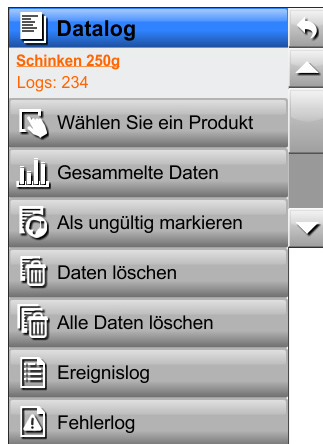 Datalog
Schinken 250g
Logs: 234
Wählen Sie ein Produkt
Gesammelte Daten
Als ungültig markieren
Daten löschen
Alle Daten löschen
Ereignislog
Fehlerlog